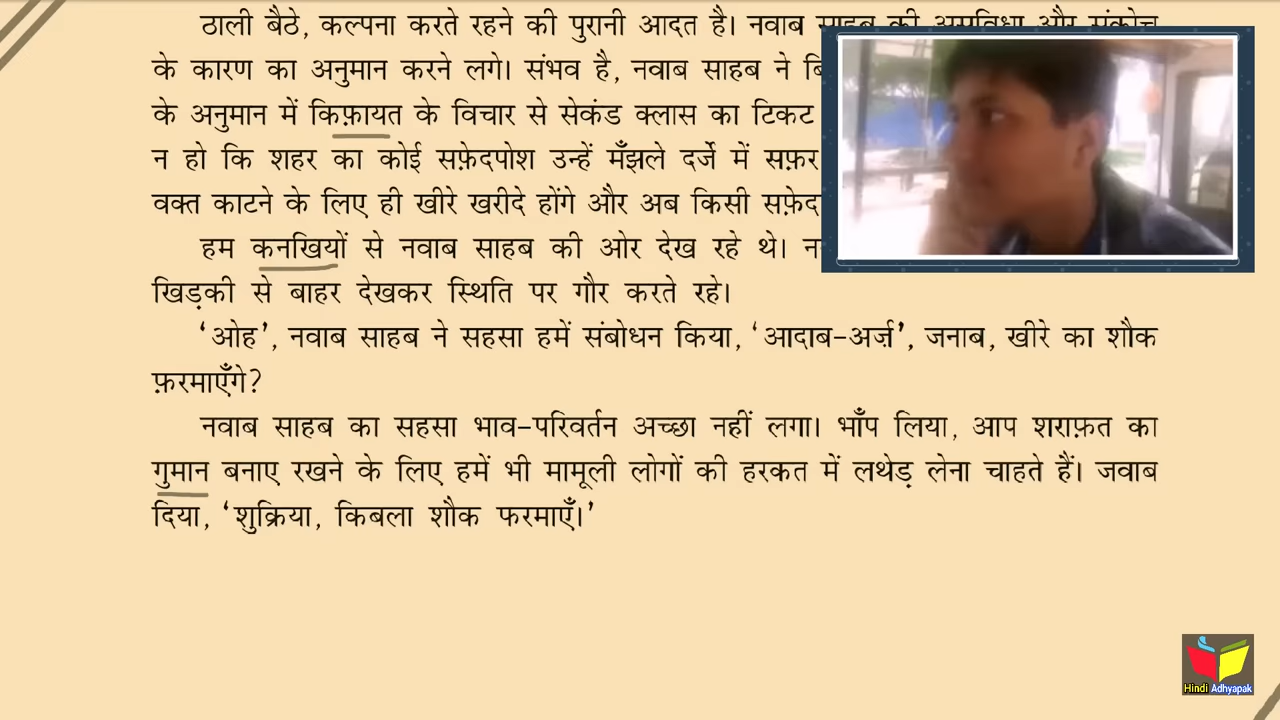 ठाली बैठे, कल्पना करते रहने की पुरानी आदत है। नवाब साहब की असुविधा और संकोच
के कारण का अनुमान करने लगे। संभव है, नवाब साहब ने
के अनुमान में किफ़ायत के विचार से सेकंड क्लास का टिकट
न हो कि शहर का कोई सफ़ेदपोश उन्हें मँझले दर्जे में सफ़र
वक्त काटने के लिए ही खीरे खरीदे होंगे और अब किसी
हम कनखियों से नवाब साहब की ओर देख रहे थे।
खिड़की से बाहर देखकर स्थिति पर गौर करते रहे।
‘ओह’, नवाब साहब ने सहसा हमें संबोधन किया, ‘आदाब-अर्ज़’, जनाब, खीरे का शौक
फ़रमाएँगे?
नवाब साहब का सहसा भाव-परिवर्तन अच्छा नहीं लगा। भाँप लिया, आप शराफ़त का
गुमान बनाए रखने के लिए हमें भी मामूली लोगों की हरकत में लथेड़ लेना चाहते हैं। जवाब
दिया, ‘शुक्रिया, किबला शौक फरमाएँ।’
Hindi Adhyapak